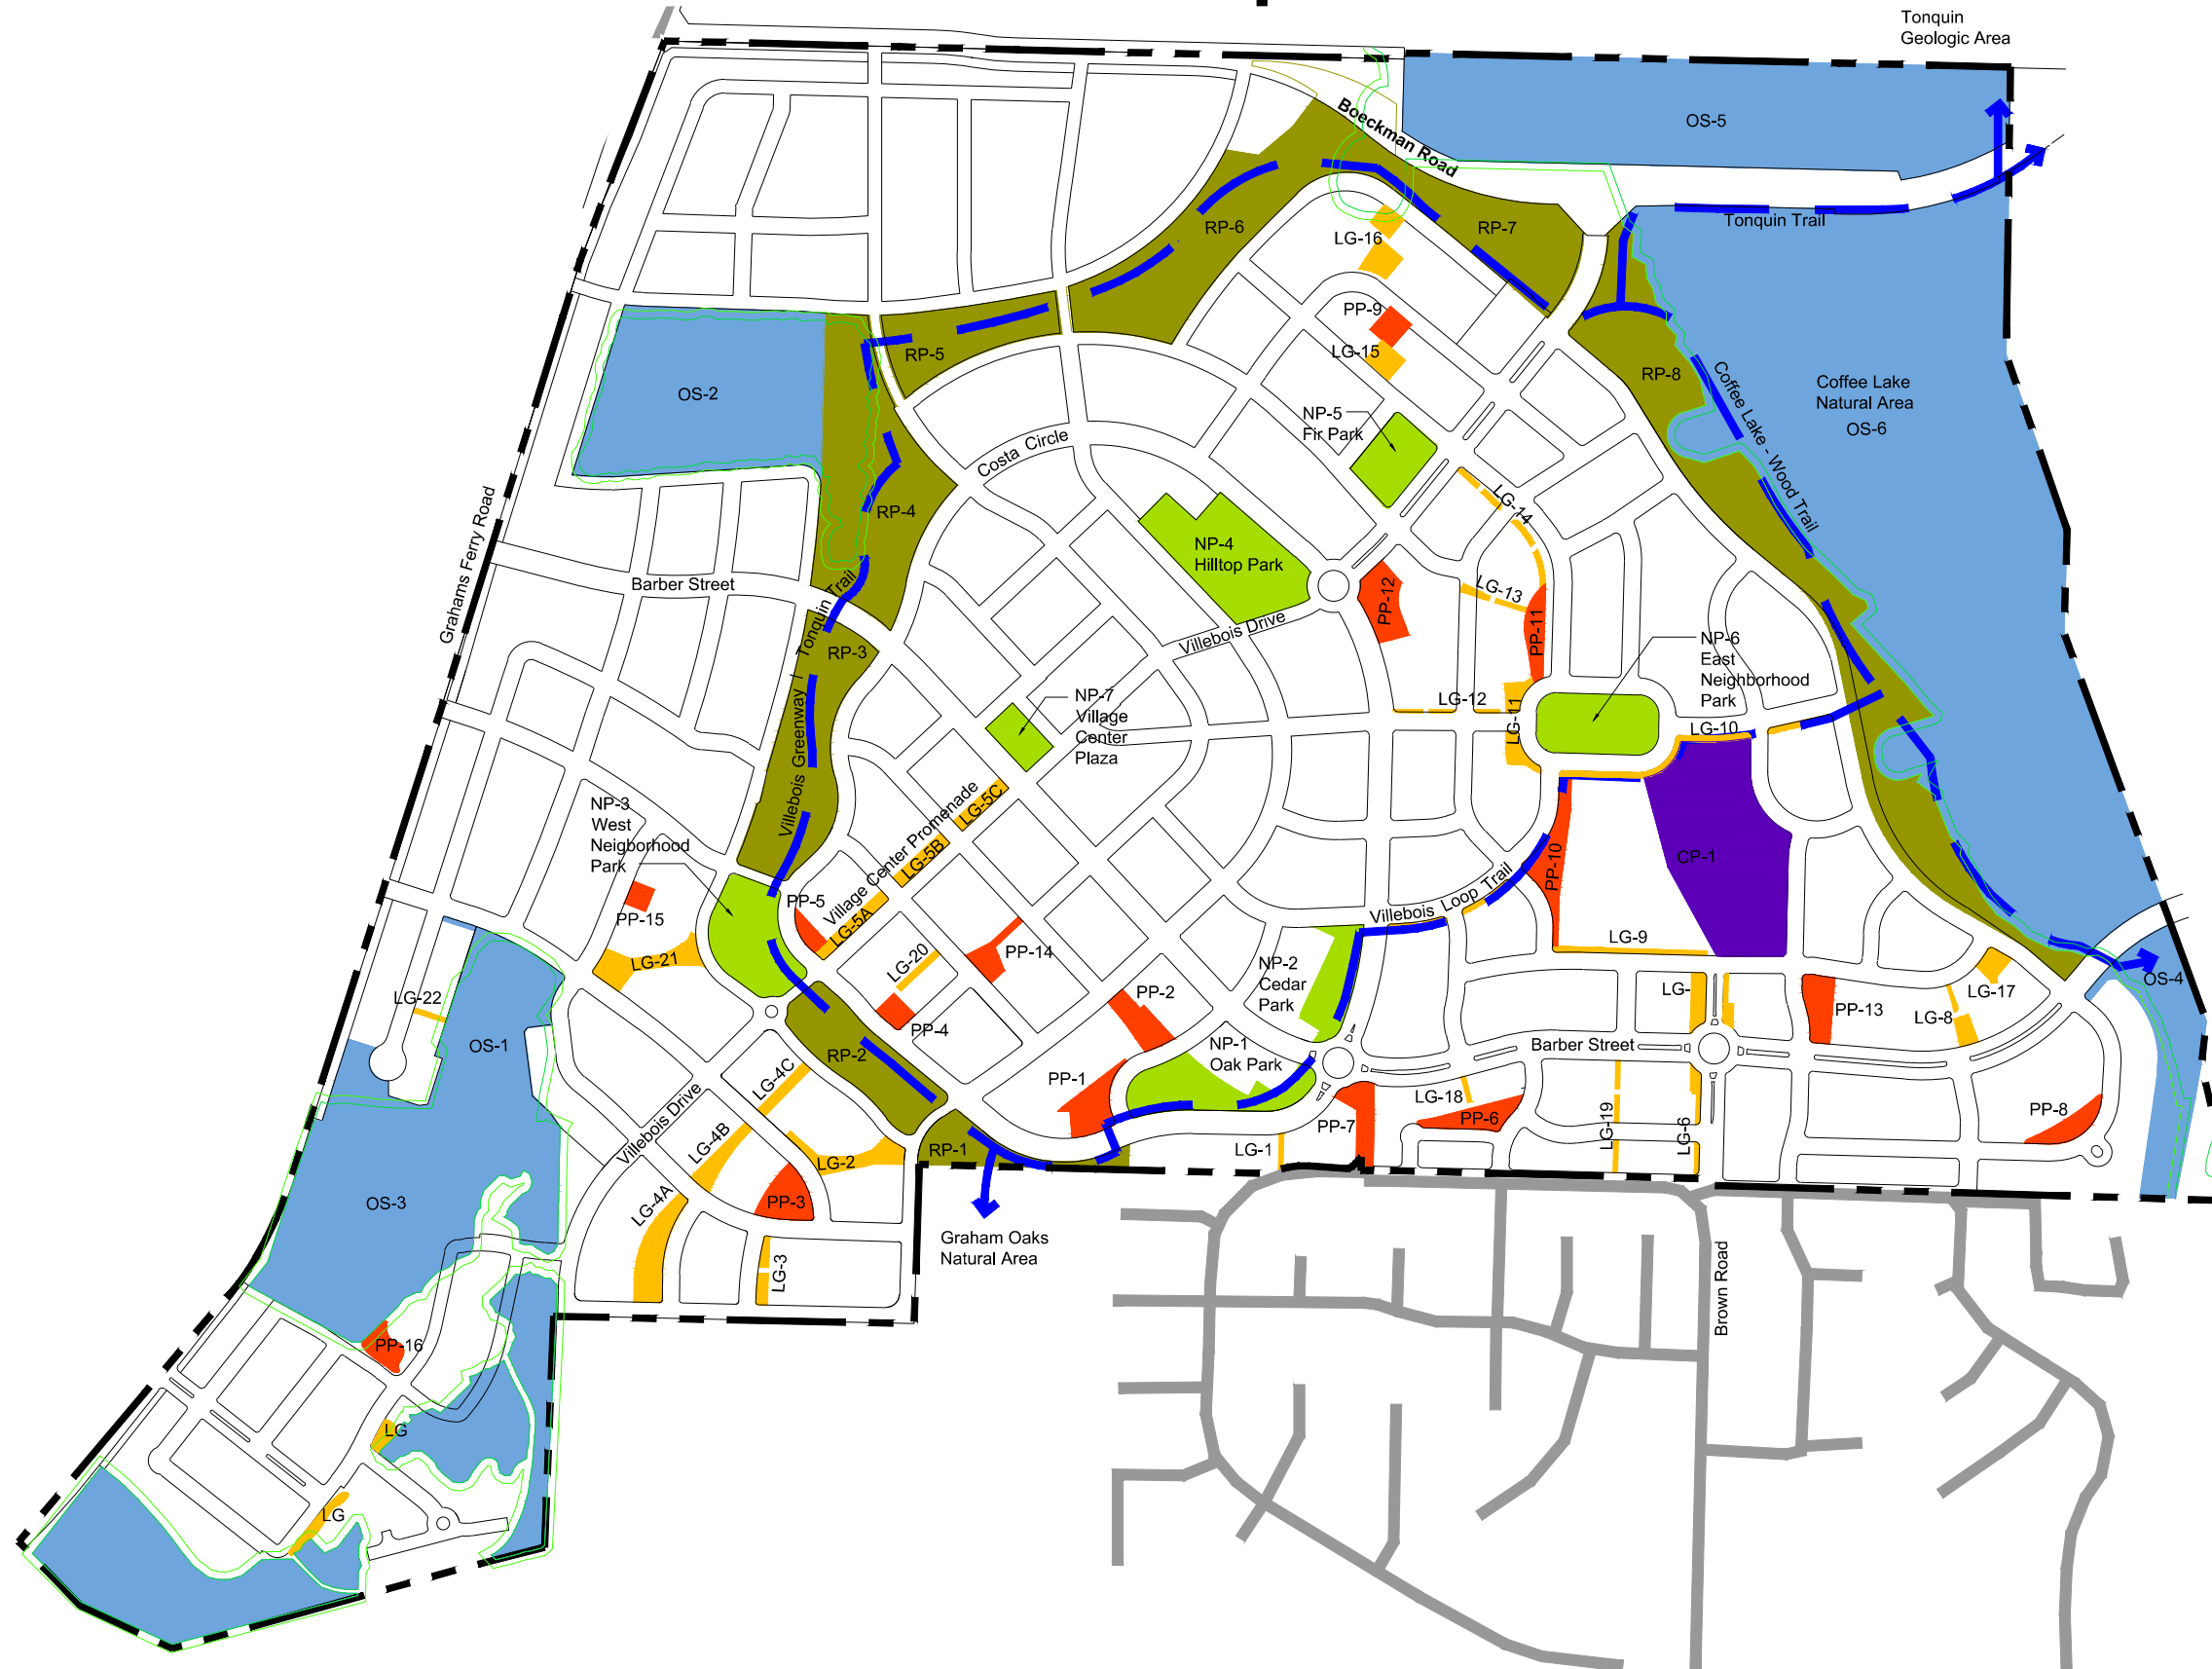 Tonquin
Geologic Area
Boeckman Road
OS-5
Tonquin Trail
RP-6
RP-7
LG-16
PP-9
LG-15
RP-5
RP-8
OS-2
Coffee Lake
Natural Area
OS-6
Coffee Lake - Wood Trail
NP-5
Fir Park
Costa Circle
RP-4
LG-14
Grahams Ferry Road
NP-4
Hilltop Park
Barber Street
LG-13
PP-12
PP-11
Villebois Drive
Villebois Greenway / Tonquin Trail
RP-3
NP-6
East
Neighborhood
Park
NP-7
Village
Center
Plaza
LG-12
LG-11
LG-10
NP-3
West
Neigborhood
Park
Village Center Promenade
LG-5C
LG-5B
LG-5A
PP-5
PP-15
CP-1
PP-10
Villebois Loop Trail
LG-21
LG-20
PP-14
LG-9
NP-2
Cedar
Park
OS-4
LG-22
PP-2
PP-4
LG-
PP-13
LG-17
LG-8
OS-1
RP-2
NP-1
Oak Park
Barber Street
LG-4C
PP-1
LG-18
PP-6
PP-7
LG-19
LG-6
PP-8
Villebois Drive
LG-4B
LG-2
RP-1
LG-1
OS-3
LG-4A
PP-3
LG-3
Graham Oaks
Natural Area
Brown Road
PP-16
LG
LG